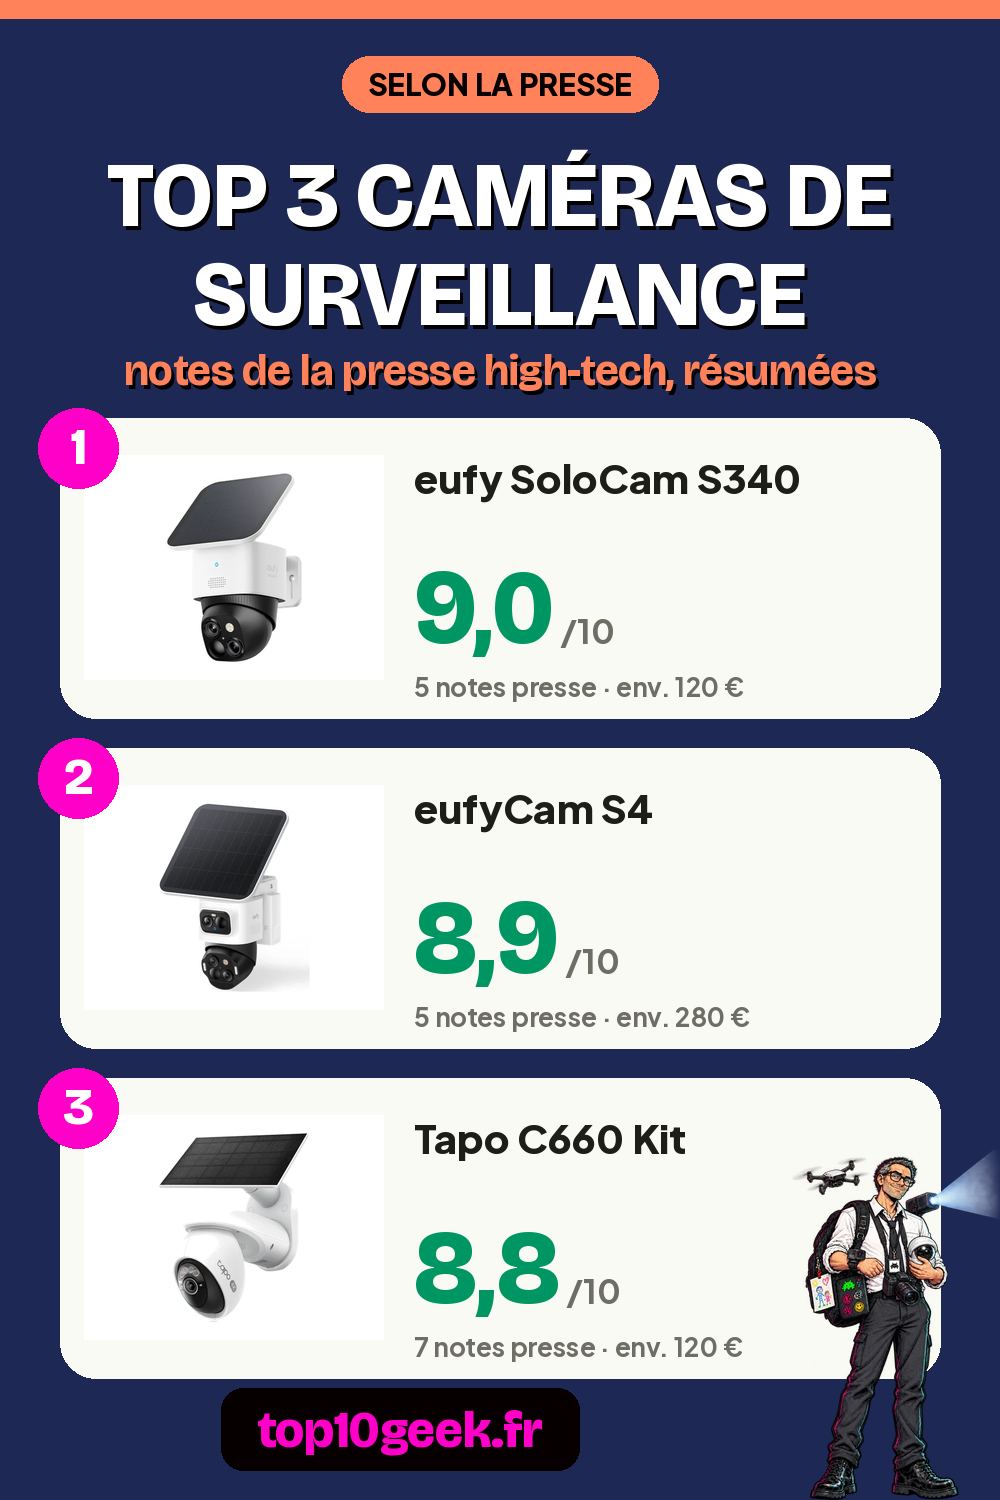 SELON LA PRESSE
TOP 3 CAMÉRAS DE
SURVEILLANCE
notes de la presse high-tech, résumées
1
eufy SoloCam S340
9,0 /10
5 notes presse · env. 120 €
2
eufyCam S4
8,9 /10
5 notes presse · env. 280 €
3
Tapo C660 Kit
tapo
8,8 /10
7 notes presse · env. 120 €
top10geek.fr